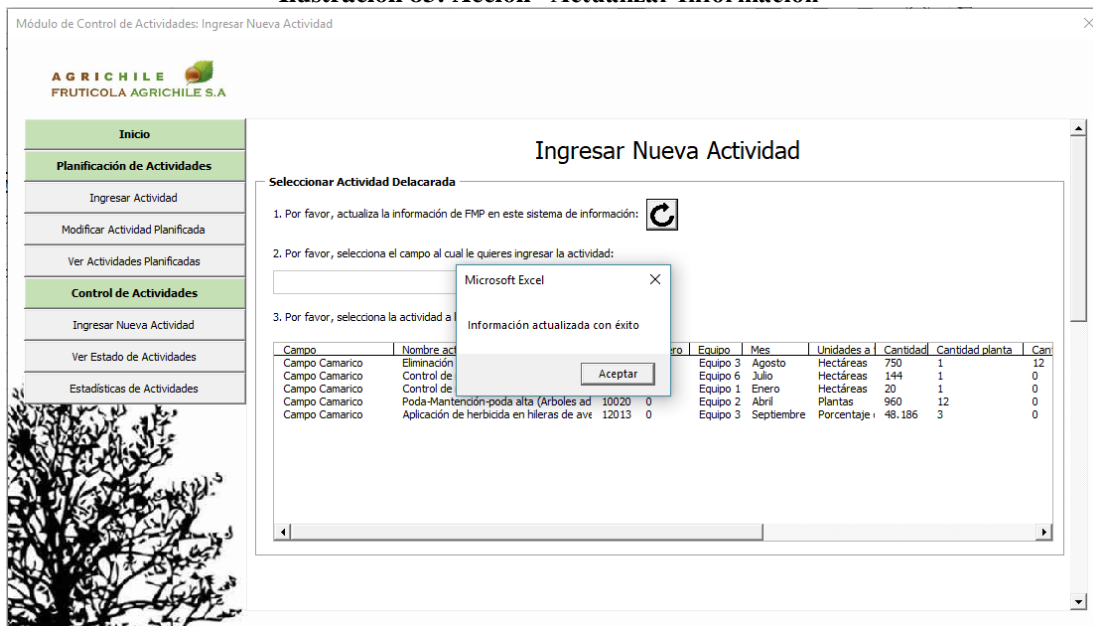 Módulo de Control de Actividades: Ingresar Nueva Actividad
AGRICHILE
FRUTICOLA AGRICHILE S.A
Inicio
Planificación de Actividades
Ingresar Actividad
Modificar Actividad Planificada
Ver Actividades Planificadas
Control de Actividades
Ingresar Nueva Actividad
Ver Estado de Actividades
Estadísticas de Actividades
Ingresar Nueva Actividad
Seleccionar Actividad Delacarada
1. Por favor, actualiza la información de FMP en este sistema de información:
2. Por favor, selecciona el campo al cual le quieres ingresar la actividad:
3. Por favor, selecciona la actividad a
Microsoft Excel
Información actualizada con éxito
Aceptar
Campo Nombre act ro Equipo Mes Unidades a Cantidad Cantidad planta Can
Campo Camarico Eliminación Equipo 3 Agosto Hectáreas 750 1 12
Campo Camarico Control de Equipo 6 Julio Hectáreas 144 1 0
Campo Camarico Control de Equipo 1 Enero Hectáreas 20 1 0
Campo Camarico Poda-Mantención-poda alta (Arboles ad 10020 0 Equipo 2 Abril Plantas 960 12 0
Campo Camarico Aplicación de herbicida en hileras de ave 12013 0 Equipo 3 Septiembre Porcentaje 48.186 3 0